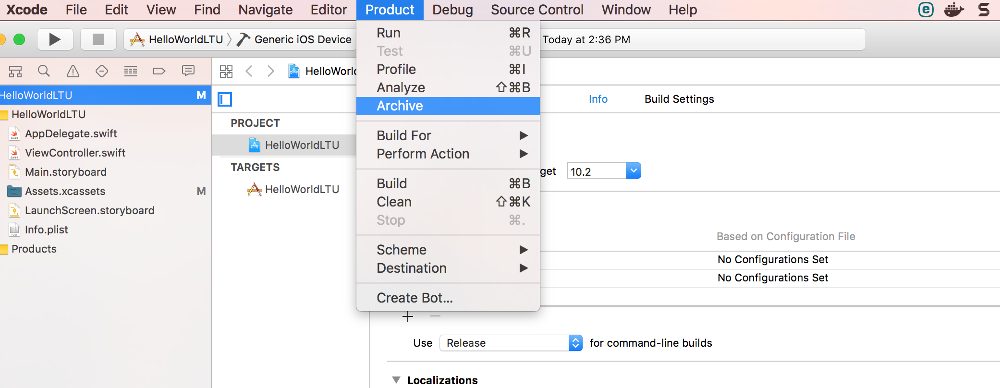 Xcode File Edit View Find Navigate Editor Product Debug Source Control Window Help
HelloWorldLTU Generic iOS Device Today at 2:36 PM
HelloWorld
HelloWorldLTU M
HelloWorldLTU
AppDelegate.swift
ViewController.swift
Main.storyboard
Assets.xcassets M
LaunchScreen.storyboard
Info.plist
Products
PROJECT
HelloWorldLTU
TARGETS
HelloWorldLTU
Run ⌘R
Test ⌘U
Profile ⌘I
Analyze ⇧⌘B
Archive
Build For ▶
Perform Action ▶
Build ⌘B
Clean ⇧⌘K
Stop ⌘.
Scheme ▶
Destination ▶
Create Bot...
Info Build Settings
get 10.2
Based on Configuration File
No Configurations Set
No Configurations Set
Use Release for command-line builds
Localizations